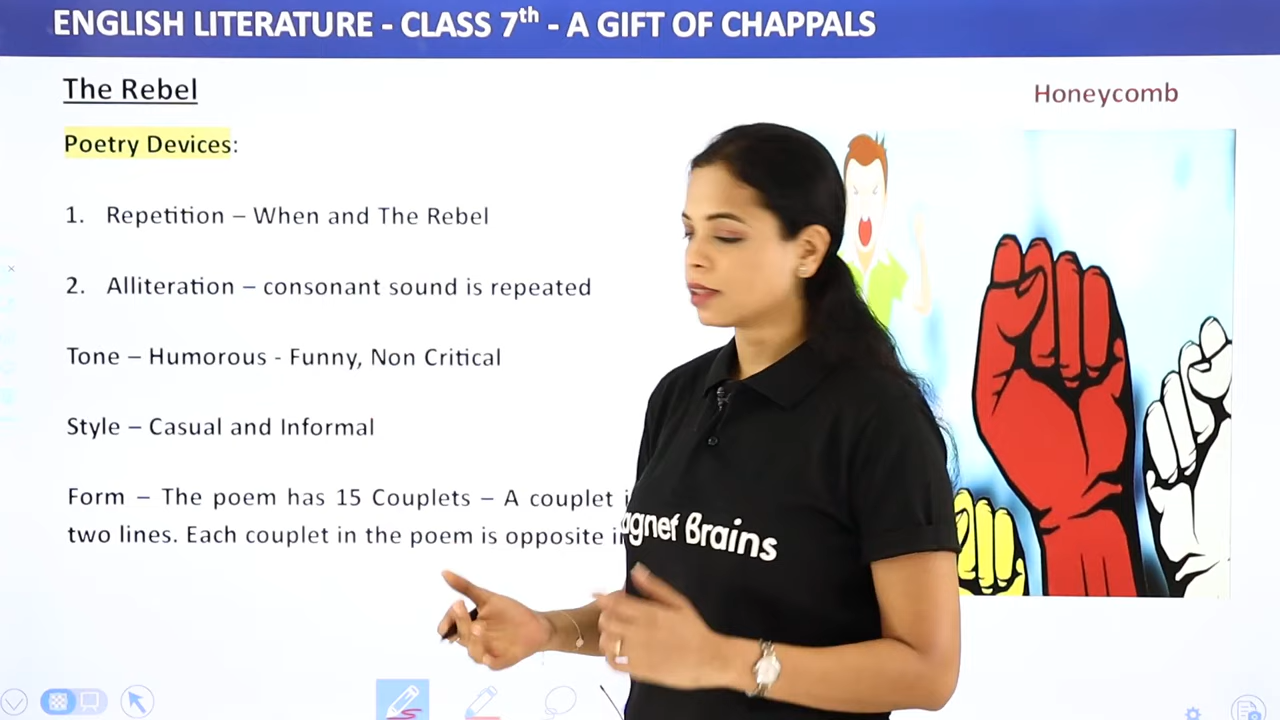 ENGLISH LITERATURE - CLASS 7th - A GIFT OF CHAPPALS
The Rebel
Honeycomb
Poetry Devices:
1. Repetition – When and The Rebel
2. Alliteration – consonant sound is repeated
Tone – Humorous - Funny, Non Critical
Style – Casual and Informal
Form – The poem has 15 Couplets – A couplet
two lines. Each couplet in the poem is opposite
Brains